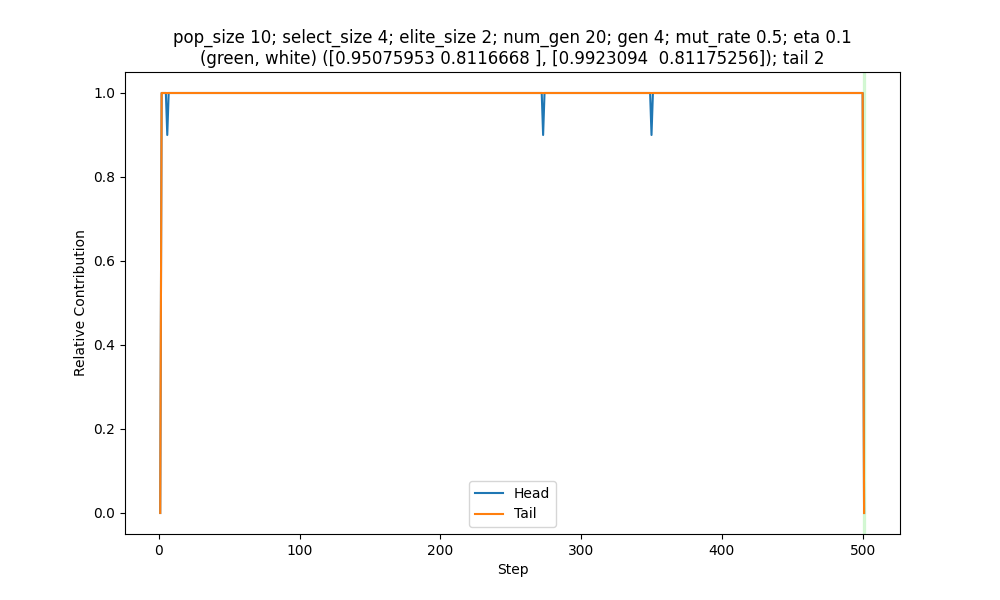 pop_size 10; select_size 4; elite_size 2; num_gen 20; gen 4; mut_rate 0.5; eta 0.1
(green, white) ([0.95075953 0.8116668 ], [0.9923094  0.81175256]); tail 2
1.0
0.8
0.6
0.4
0.2
0.0
Relative Contribution
Head
Tail
0
100
200
300
400
500
Step